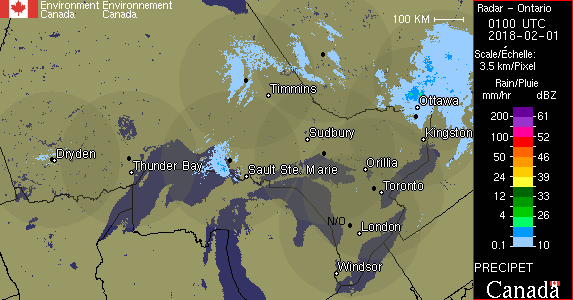 Environment Environnement
Canada Canada
100 KM
Radar - Ontario
0100 UTC
2018-02-01
Scale/Échelle:
3.5 km/Pixel
Rain/Pluie
mm/hr dBZ
200 61
100 52
50 46
24 39
12 33
4 26
0.1 10
PRECIPET
Canada
Timmins
Ottawa
Sudbury
Kingston
Dryden
Thunder Bay
Sault Ste. Marie
Orillia
Toronto
N/O
London
Windsor